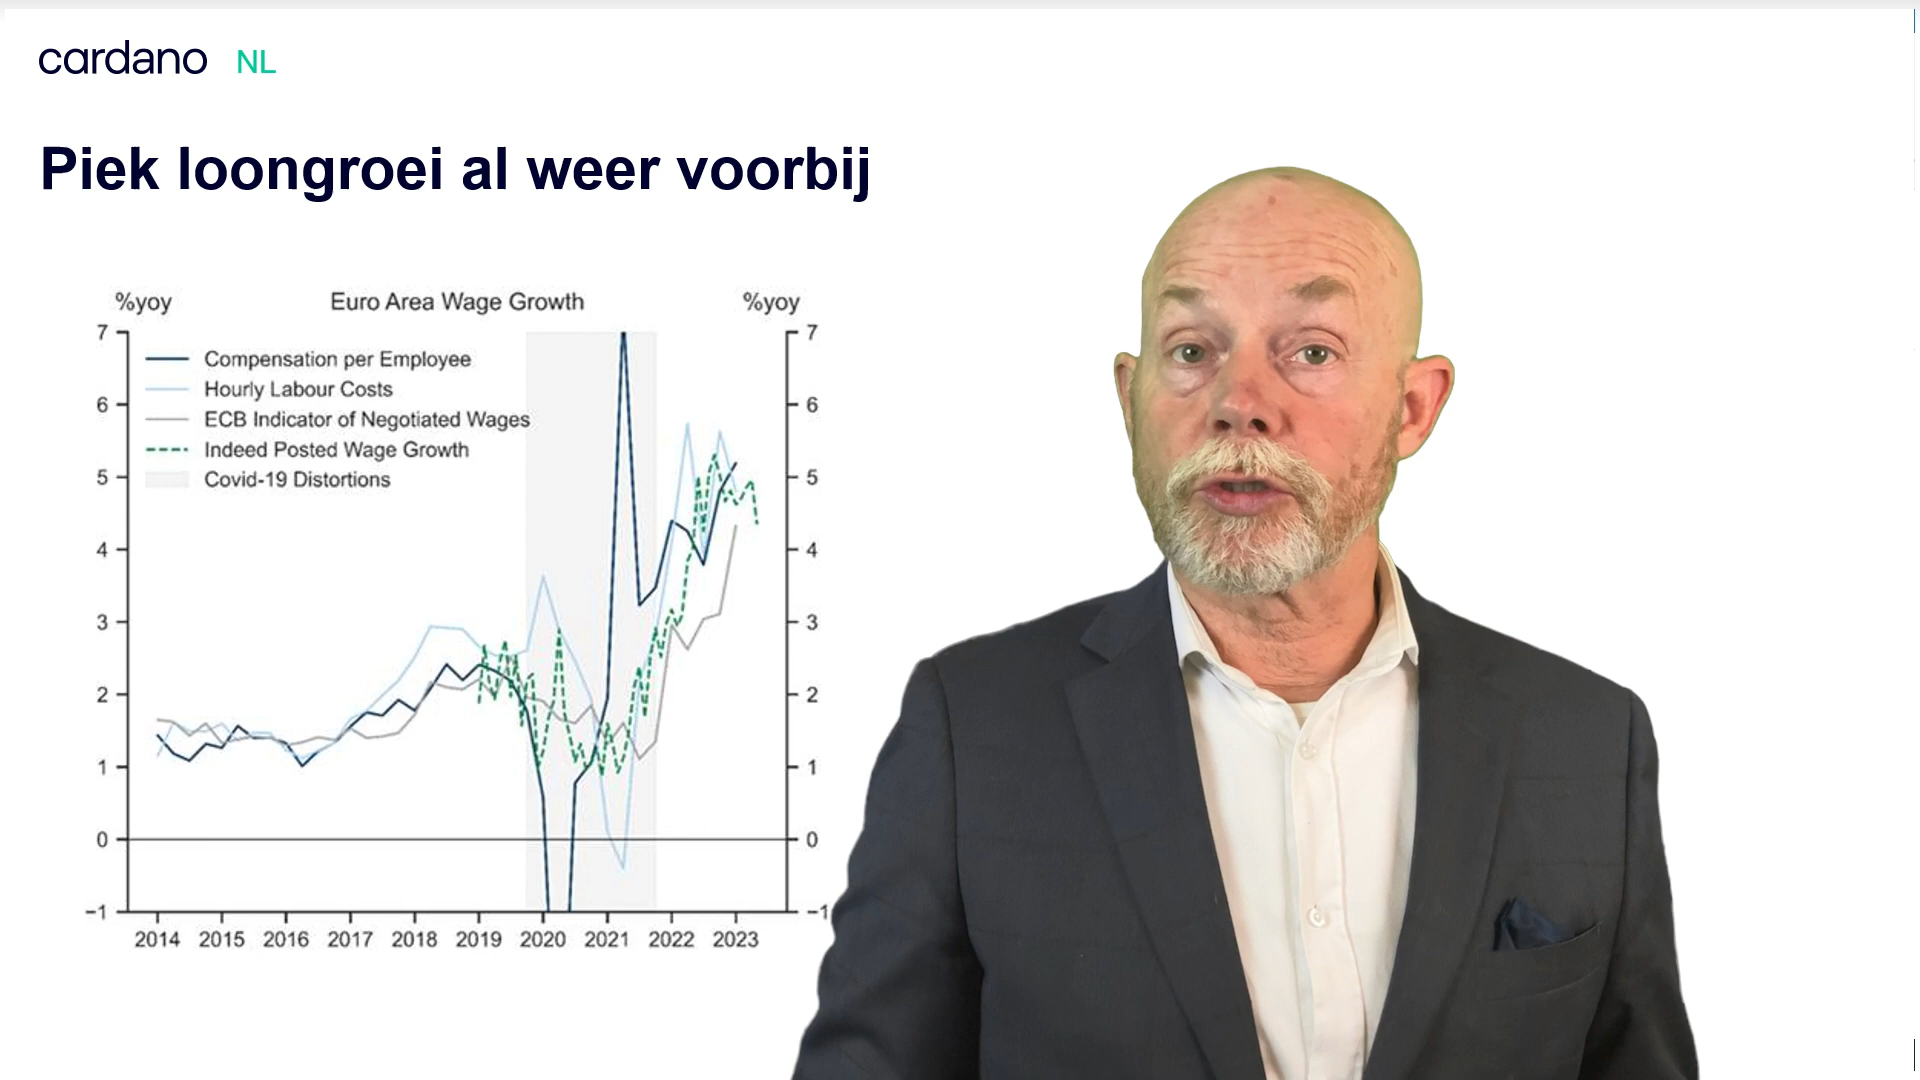 cardano NL
Piek loongroei al weer voorbij
%yoy Euro Area Wage Growth %yoy
7 7
Compensation per Employee
Hourly Labour Costs
6 6
ECB Indicator of Negotiated Wages
Indeed Posted Wage Growth
5 5
Covid-19 Distortions
4 4
3 3
2 2
1 1
0 0
−1 −1
2014 2015 2016 2017 2018 2019 2020 2021 2022 2023